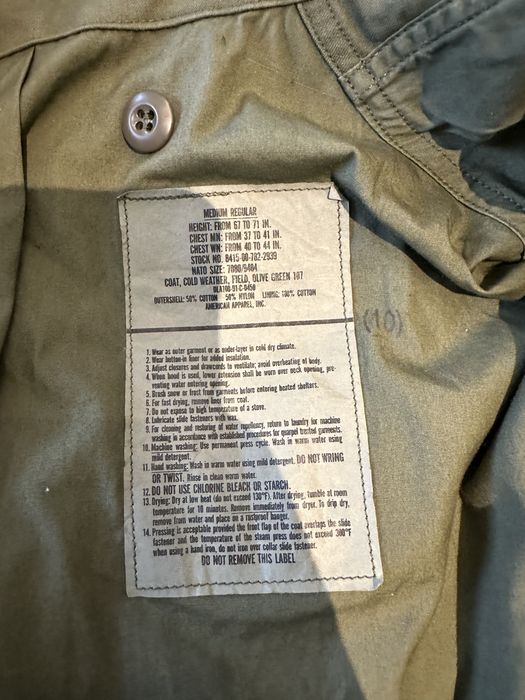 MEDIUM REGULAR
HEIGHT: FROM 67 TO 71 IN.
CHEST MN: FROM 37 TO 41 IN.
CHEST WN: FROM 40 TO 44 IN.
STOCK NO. 8415-00-782-2939
NATO SIZE: 7080/9404
COAT, COLD WEATHER, FIELD, OLIVE GREEN 107
DLA100-91-C-0450
OUTERSHELL: 50% COTTON 50% NYLON LINING: 100% COTTON
AMERICAN APPAREL, INC.
(10)
1. Wear as outer garment or as under-layer in cold dry climate.
2. Wear button-in liner for added insulation.
3. Adjust closures and drawcords to ventilate; avoid overheating of body.
4. When hood is used, lower extension shall be worn over neck opening, pre-
venting water entering opening.
5. Brush snow or frost from garments before entering heated shelters.
6. For fast drying, remove liner from coat.
7. Do not expose to high temperature of a stove.
8. Lubricate slide fasteners with wax.
9. For cleaning and restoring of water repellency, return to laundry for machine
washing in accordance with established procedures for quarpel treated garments.
10. Machine washing: Use permanent press cycle. Wash in warm water using
mild detergent.
11. Hand washing: Wash in warm water using mild detergent. DO NOT WRING
OR TWIST. Rinse in clean warm water.
12. DO NOT USE CHLORINE BLEACH OR STARCH.
13. Drying: Dry at low heat (do not exceed 130°F). After drying, tumble at room
temperature for 10 minutes. Remove immediately from dryer. To drip dry,
remove from water and place on a rustproof hanger.
14. Pressing is acceptable provided the front flap of the coat overlaps the slide
fastener and the temperature of the steam press does not exceed 300°F
when using a hand iron, do not iron over collar slide fastener.
DO NOT REMOVE THIS LABEL